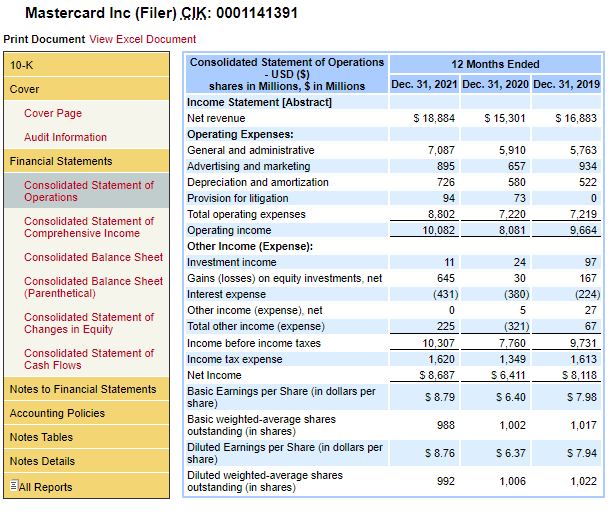 Mastercard Inc (Filer) CIK: 0001141391
Print Document View Excel Document
10-K
Cover
Cover Page
Audit Information
Financial Statements
Consolidated Statement of
Operations
Consolidated Statement of
Comprehensive Income
Consolidated Balance Sheet
Consolidated Balance Sheet
(Parenthetical)
Consolidated Statement of
Changes in Equity
Consolidated Statement of
Cash Flows
Notes to Financial Statements
Accounting Policies
Notes Tables
Notes Details
All Reports
Consolidated Statement of Operations
- USD ($)
shares in Millions, $ in Millions
12 Months Ended
Dec. 31, 2021 Dec. 31, 2020 Dec. 31, 2019
Income Statement [Abstract]
Net revenue $ 18,884 $ 15,301 $ 16,883
Operating Expenses:
General and administrative 7,087 5,910 5,763
Advertising and marketing 895 657 934
Depreciation and amortization 726 580 522
Provision for litigation 94 73 0
Total operating expenses 8,802 7,220 7,219
Operating income 10,082 8,081 9,664
Other Income (Expense):
Investment income 11 24 97
Gains (losses) on equity investments, net 645 30 167
Interest expense (431) (380) (224)
Other income (expense), net 0 5 27
Total other income (expense) 225 (321) 67
Income before income taxes 10,307 7,760 9,731
Income tax expense 1,620 1,349 1,613
Net Income $ 8,687 $ 6,411 $ 8,118
Basic Earnings per Share (in dollars per
share) $ 8.79 $ 6.40 $ 7.98
Basic weighted-average shares
outstanding (in shares) 988 1,002 1,017
Diluted Earnings per Share (in dollars per
share) $ 8.76 $ 6.37 $ 7.94
Diluted weighted-average shares
outstanding (in shares) 992 1,006 1,022